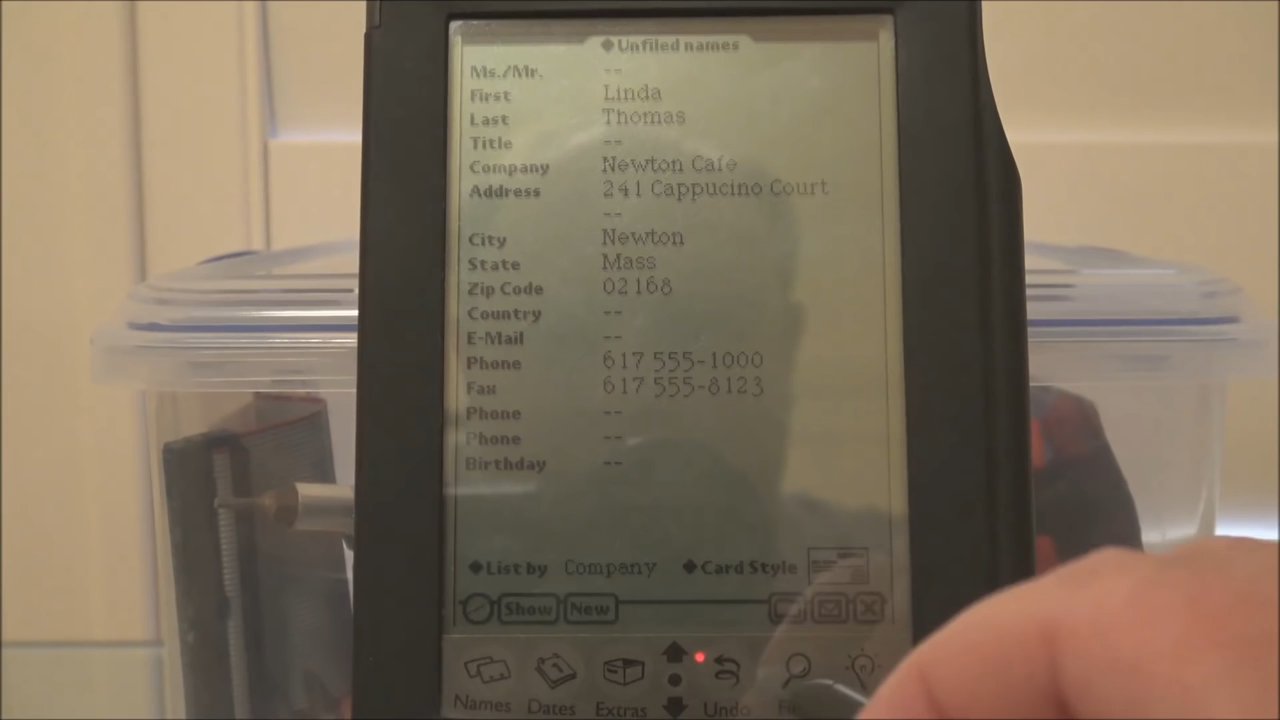 ◆Unfiled names
Ms./Mr. --
First Linda
Last Thomas
Title --
Company Newton Cafe
Address 241 Cappucino Court
--
City Newton
State Mass
Zip Code 02168
Country --
E-Mail --
Phone 617 555-1000
Fax 617 555-8123
Phone --
Phone --
Birthday --
◆List by Company ◆Card Style
Show New
Names Dates Extras Undo